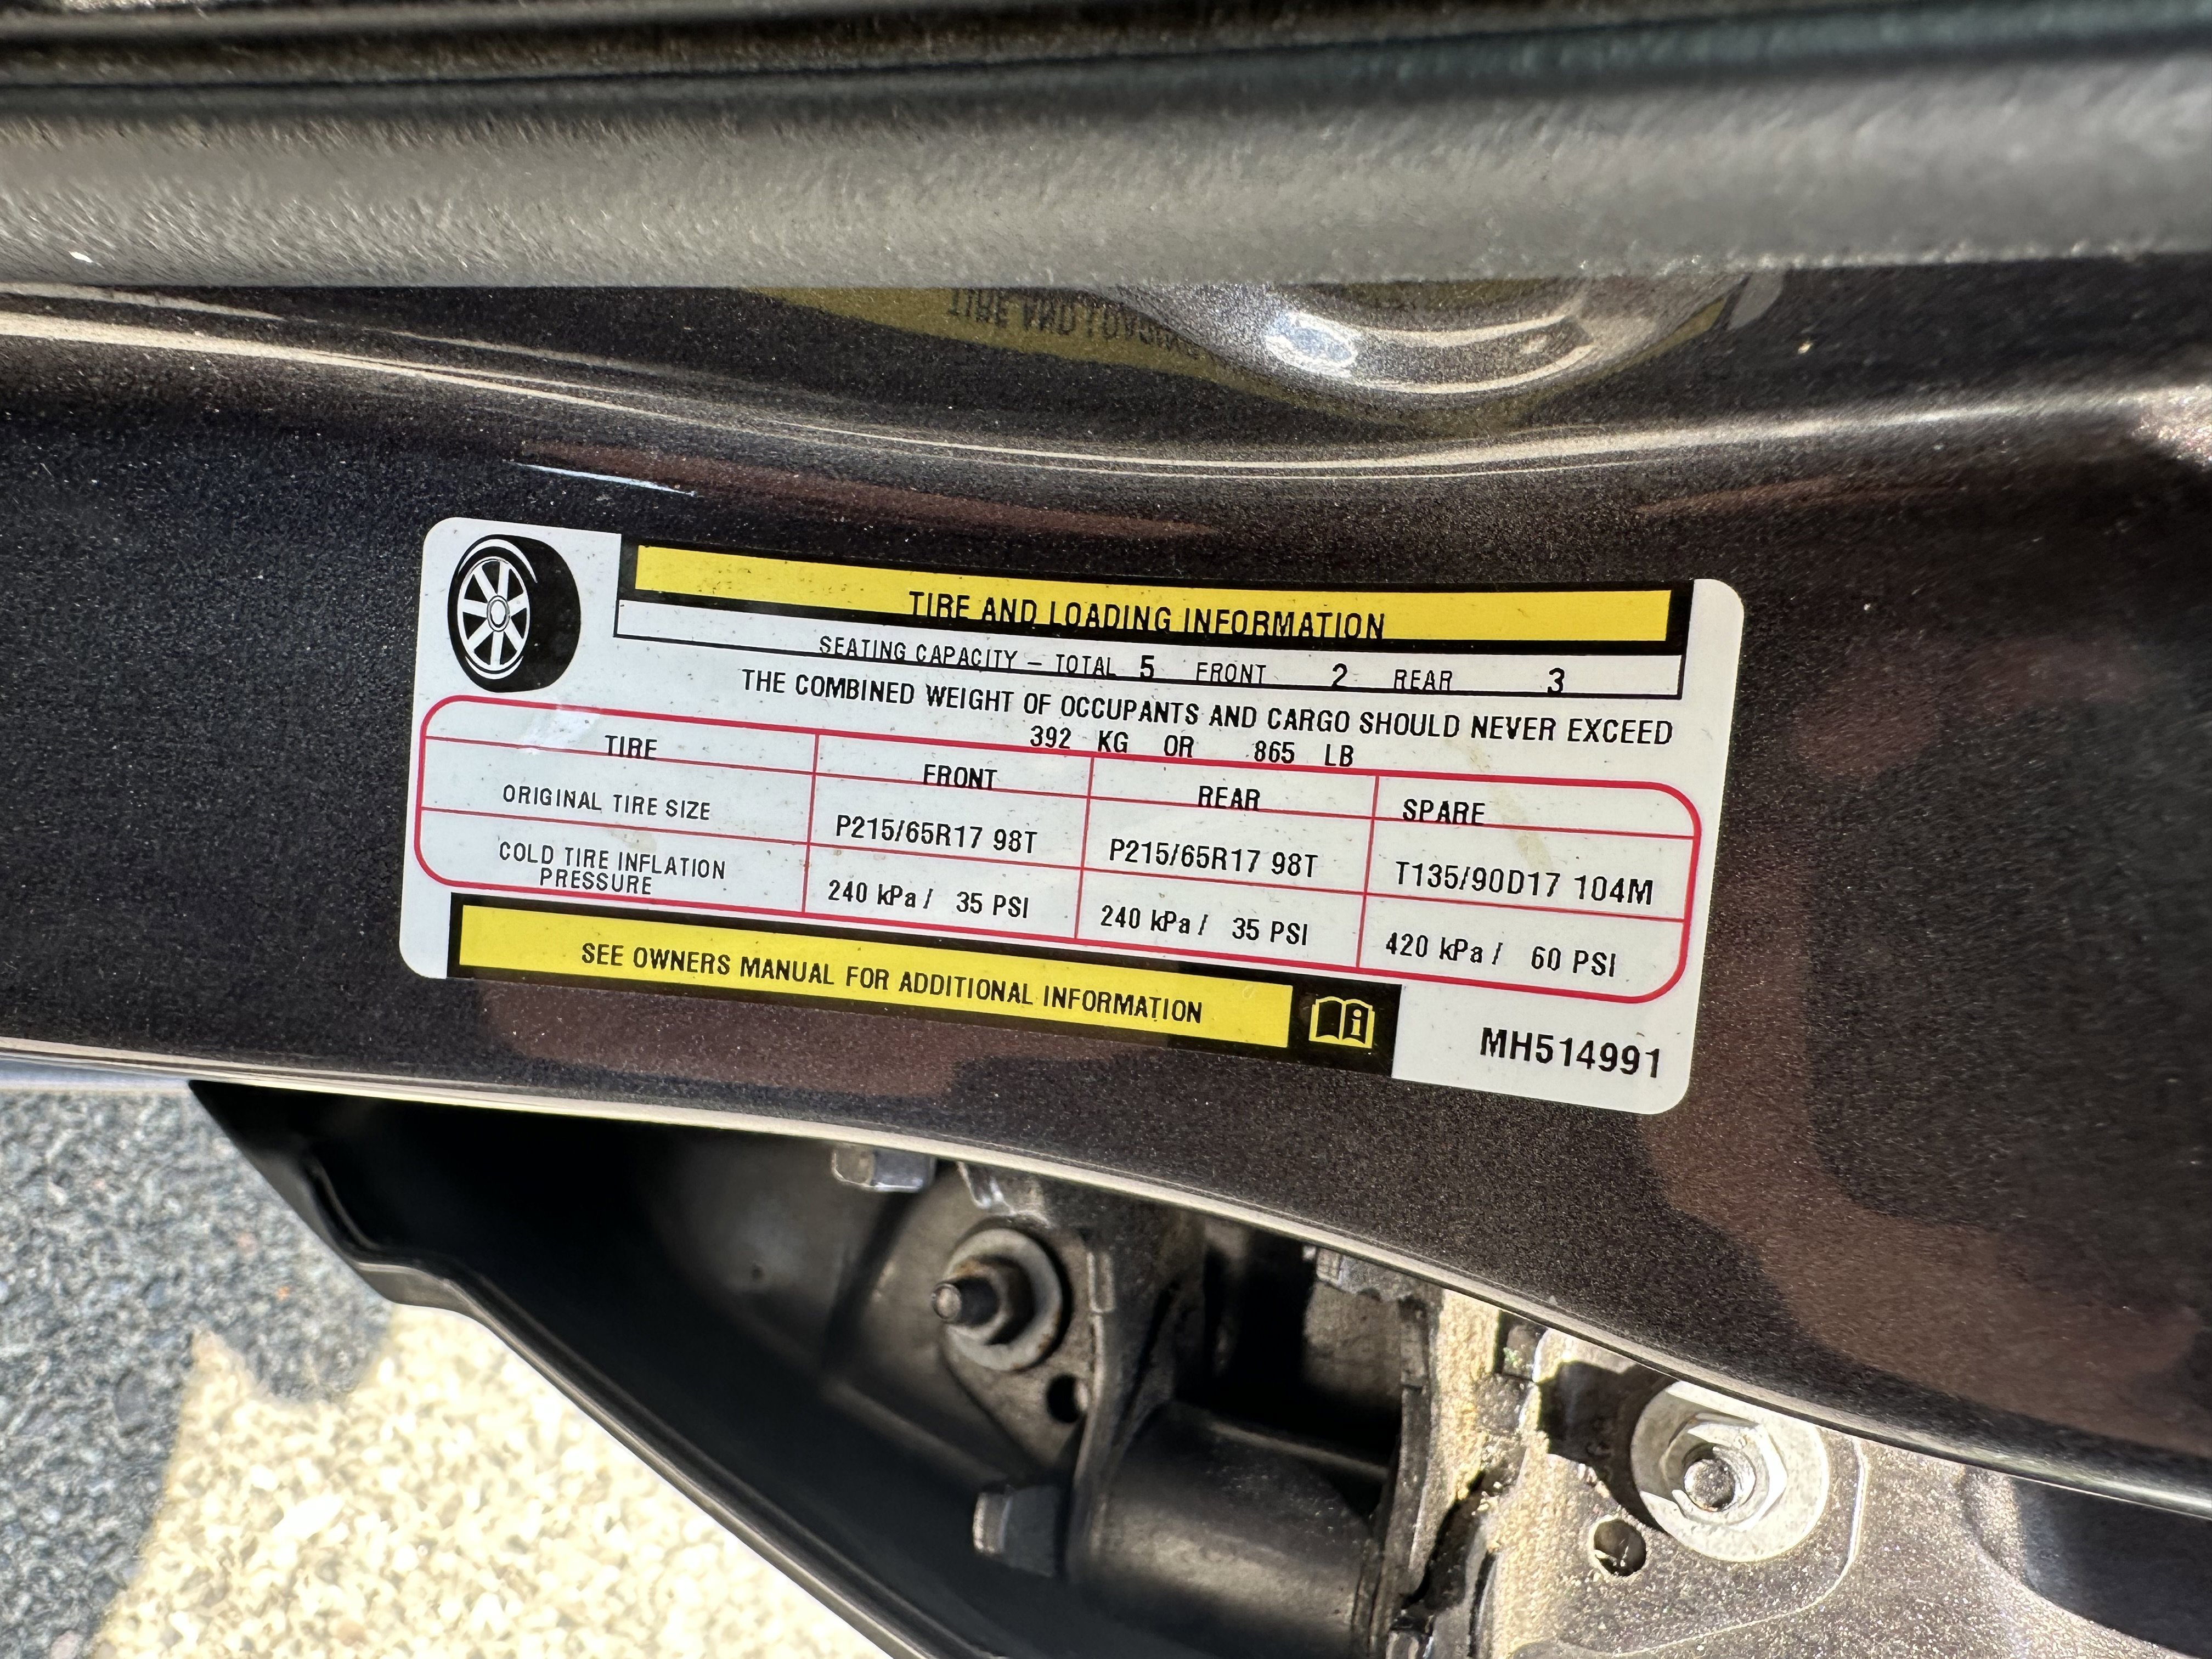 TIRE AND LOADING INFORMATION
SEATING CAPACITY – TOTAL 5 FRONT 2 REAR 3
THE COMBINED WEIGHT OF OCCUPANTS AND CARGO SHOULD NEVER EXCEED
392 KG OR 865 LB
TIRE FRONT REAR SPARE
ORIGINAL TIRE SIZE P215/65R17 98T P215/65R17 98T T135/90D17 104M
COLD TIRE INFLATION
PRESSURE 240 kPa / 35 PSI 240 kPa / 35 PSI 420 kPa / 60 PSI
SEE OWNERS MANUAL FOR ADDITIONAL INFORMATION
MH514991